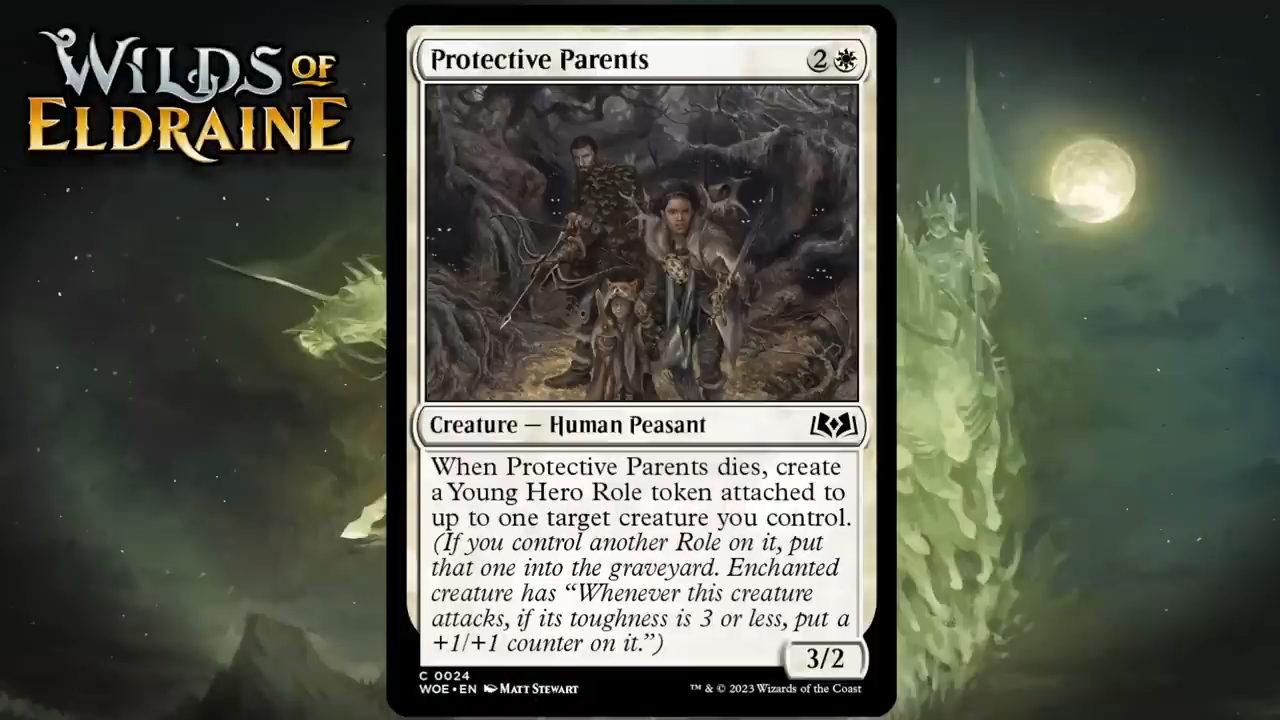 WILDS OF
ELDRAINE
Protective Parents 2
Creature — Human Peasant
When Protective Parents dies, create
a Young Hero Role token attached to
up to one target creature you control.
(If you control another Role on it, put
that one into the graveyard. Enchanted
creature has “Whenever this creature
attacks, if its toughness is 3 or less, put a
+1/+1 counter on it.”)
3/2
C 0024
WOE • EN MATT STEWART
™ & © 2023 Wizards of the Coast